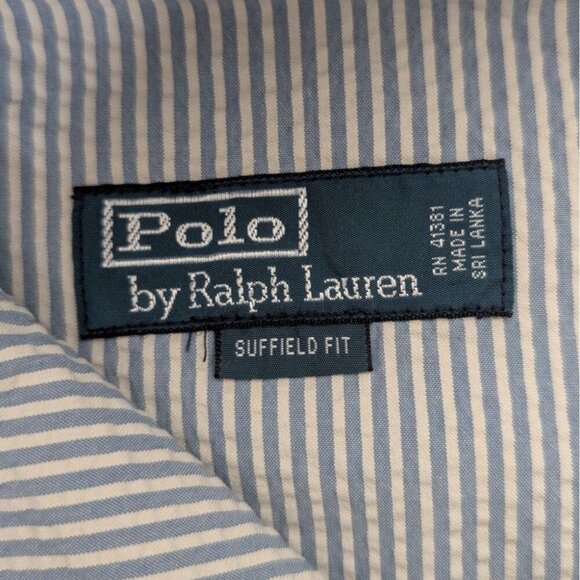 Polo
by Ralph Lauren
RN 41381
MADE IN
SRI LANKA
SUFFIELD FIT